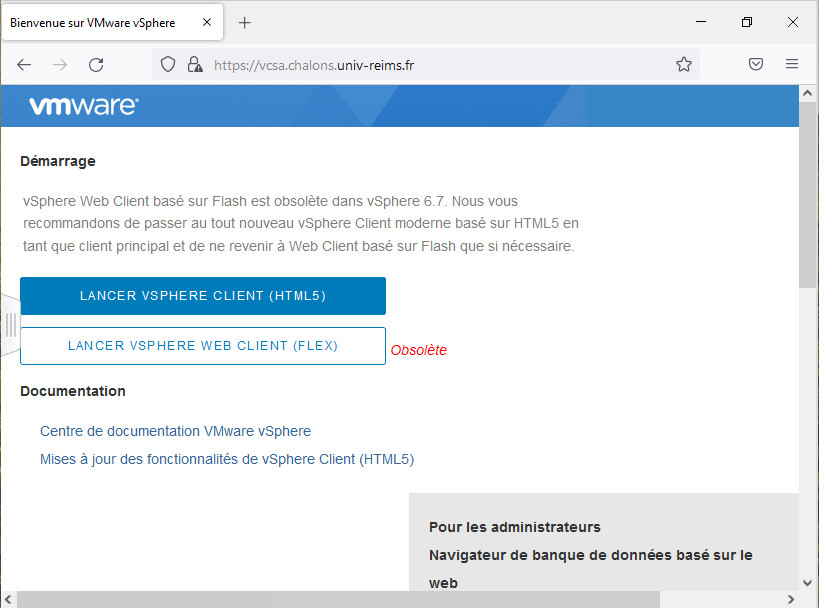 Bienvenue sur VMware vSphere
https://vcsa.chalons.univ-reims.fr
vmware®
Démarrage
vSphere Web Client basé sur Flash est obsolète dans vSphere 6.7. Nous vous
recommandons de passer au tout nouveau vSphere Client moderne basé sur HTML5 en
tant que client principal et de ne revenir à Web Client basé sur Flash que si nécessaire.
LANCER VSPHERE CLIENT (HTML5)
LANCER VSPHERE WEB CLIENT (FLEX) Obsolète
Documentation
Centre de documentation VMware vSphere
Mises à jour des fonctionnalités de vSphere Client (HTML5)
Pour les administrateurs
Navigateur de banque de données basé sur le
web